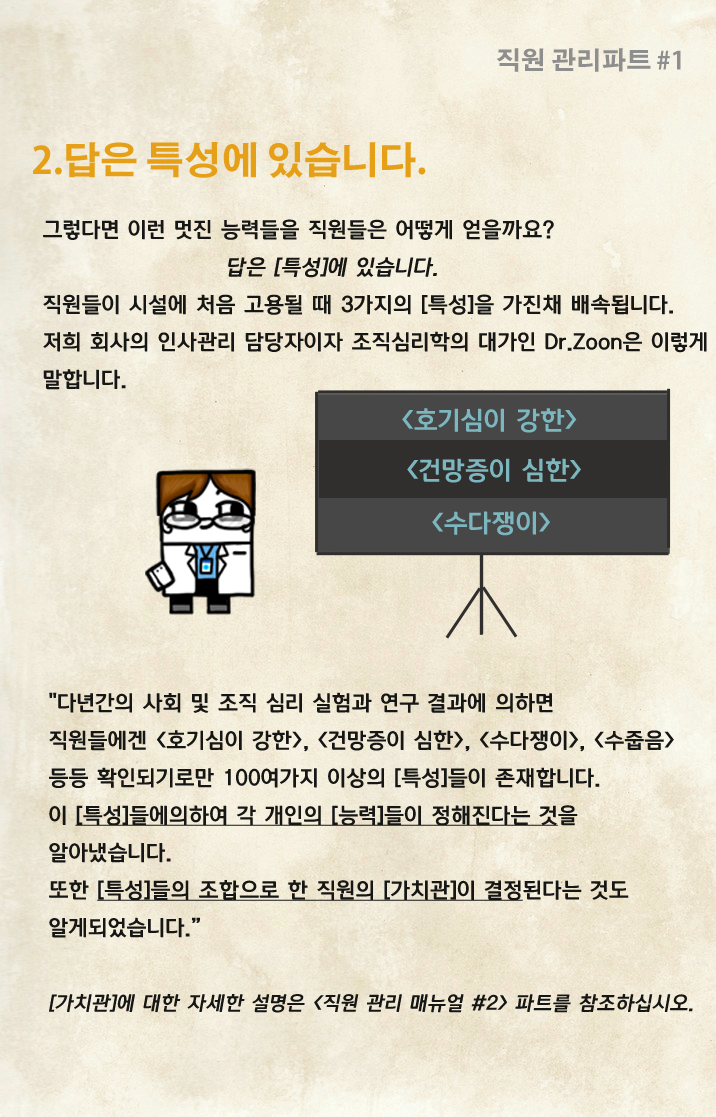 직원 관리파트 #1
2.답은 특성에 있습니다.
그렇다면 이런 멋진 능력들을 직원들은 어떻게 얻을까요?
답은 [특성]에 있습니다.
직원들이 시설에 처음 고용될 때 3가지의 [특성]을 가진채 배속됩니다.
저희 회사의 인사관리 담당자이자 조직심리학의 대가인 Dr.Zoon은 이렇게
말합니다.
<호기심이 강한>
<건망증이 심한>
<수다쟁이>
"다년간의 사회 및 조직 심리 실험과 연구 결과에 의하면
직원들에겐 <호기심이 강한>, <건망증이 심한>, <수다쟁이>, <수줍음>
등등 확인되기로만 100여가지 이상의 [특성]들이 존재합니다.
이 [특성]들에의하여 각 개인의 [능력]들이 정해진다는 것을
알아냈습니다.
또한 [특성]들의 조합으로 한 직원의 [가치관]이 결정된다는 것도
알게되었습니다.”
[가치관]에 대한 자세한 설명은 <직원 관리 매뉴얼 #2> 파트를 참조하십시오.